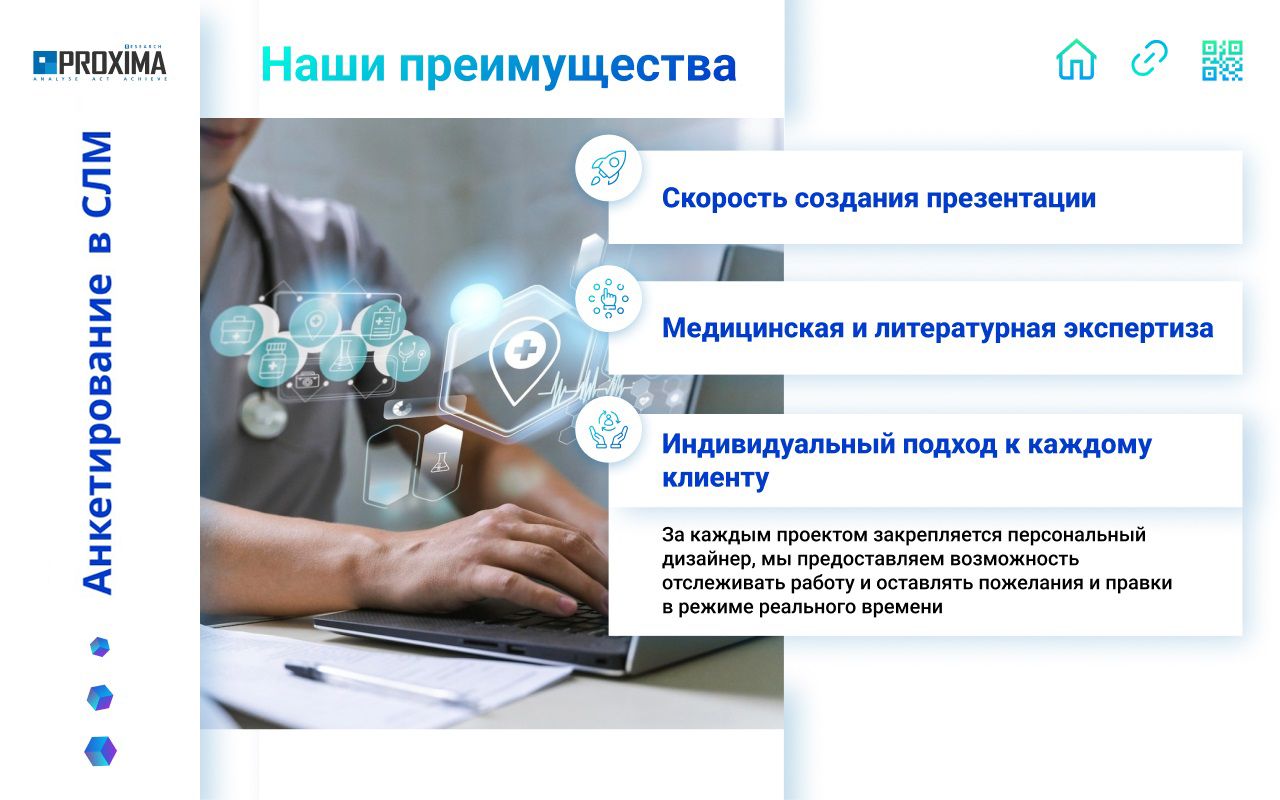 RESEARCH
PROXIMA
ANALYSE ACT ACHIEVE
Анкетирование в СЛМ
Наши преимущества
Скорость создания презентации
Медицинская и литературная экспертиза
Индивидуальный подход к каждому
клиенту
За каждым проектом закрепляется персональный
дизайнер, мы предоставляем возможность
отслеживать работу и оставлять пожелания и правки
в режиме реального времени